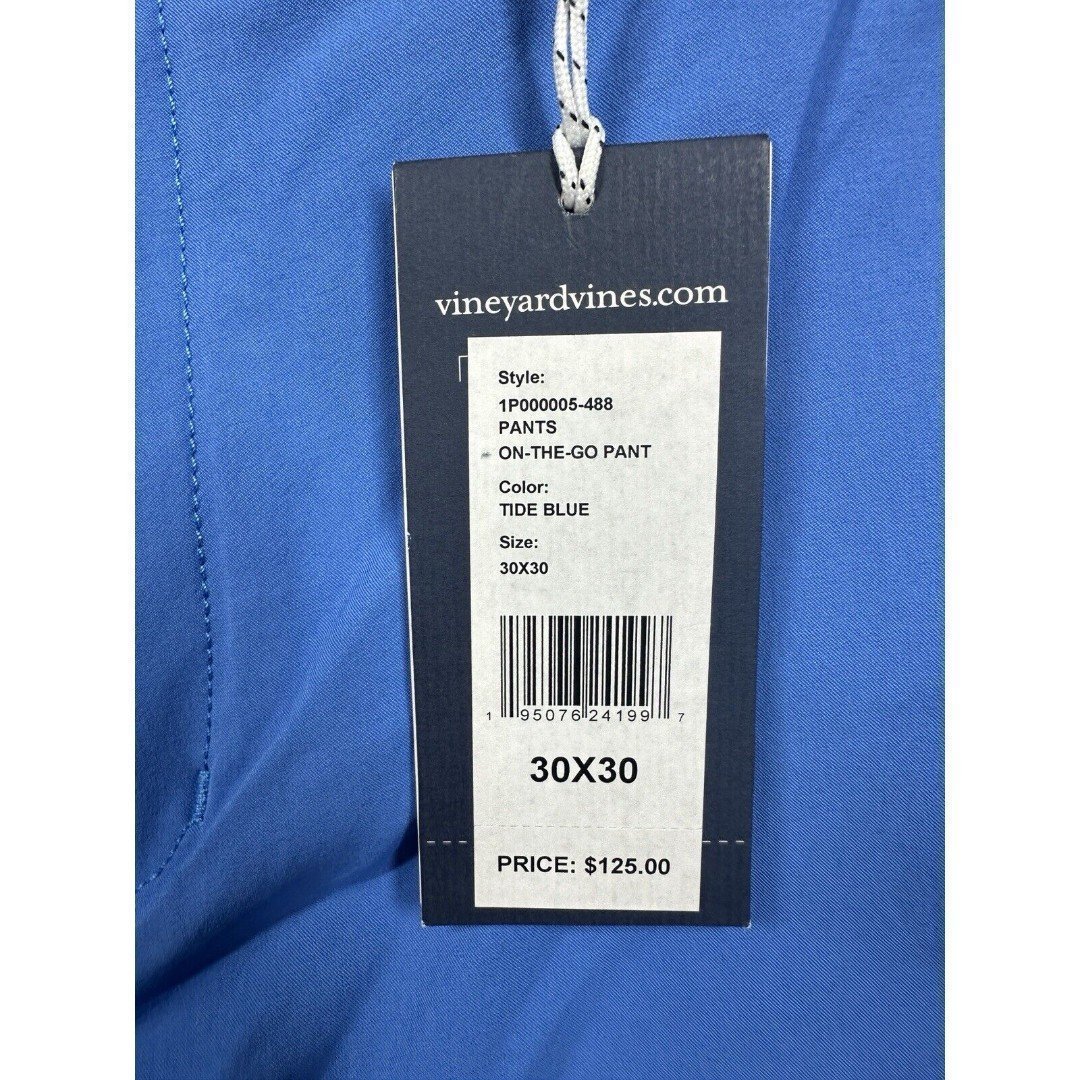 vineyardvines.com
Style:
1P000005-488
PANTS
ON-THE-GO PANT
Color:
TIDE BLUE
Size:
30X30
1 95076 24199 7
30X30
PRICE: $125.00